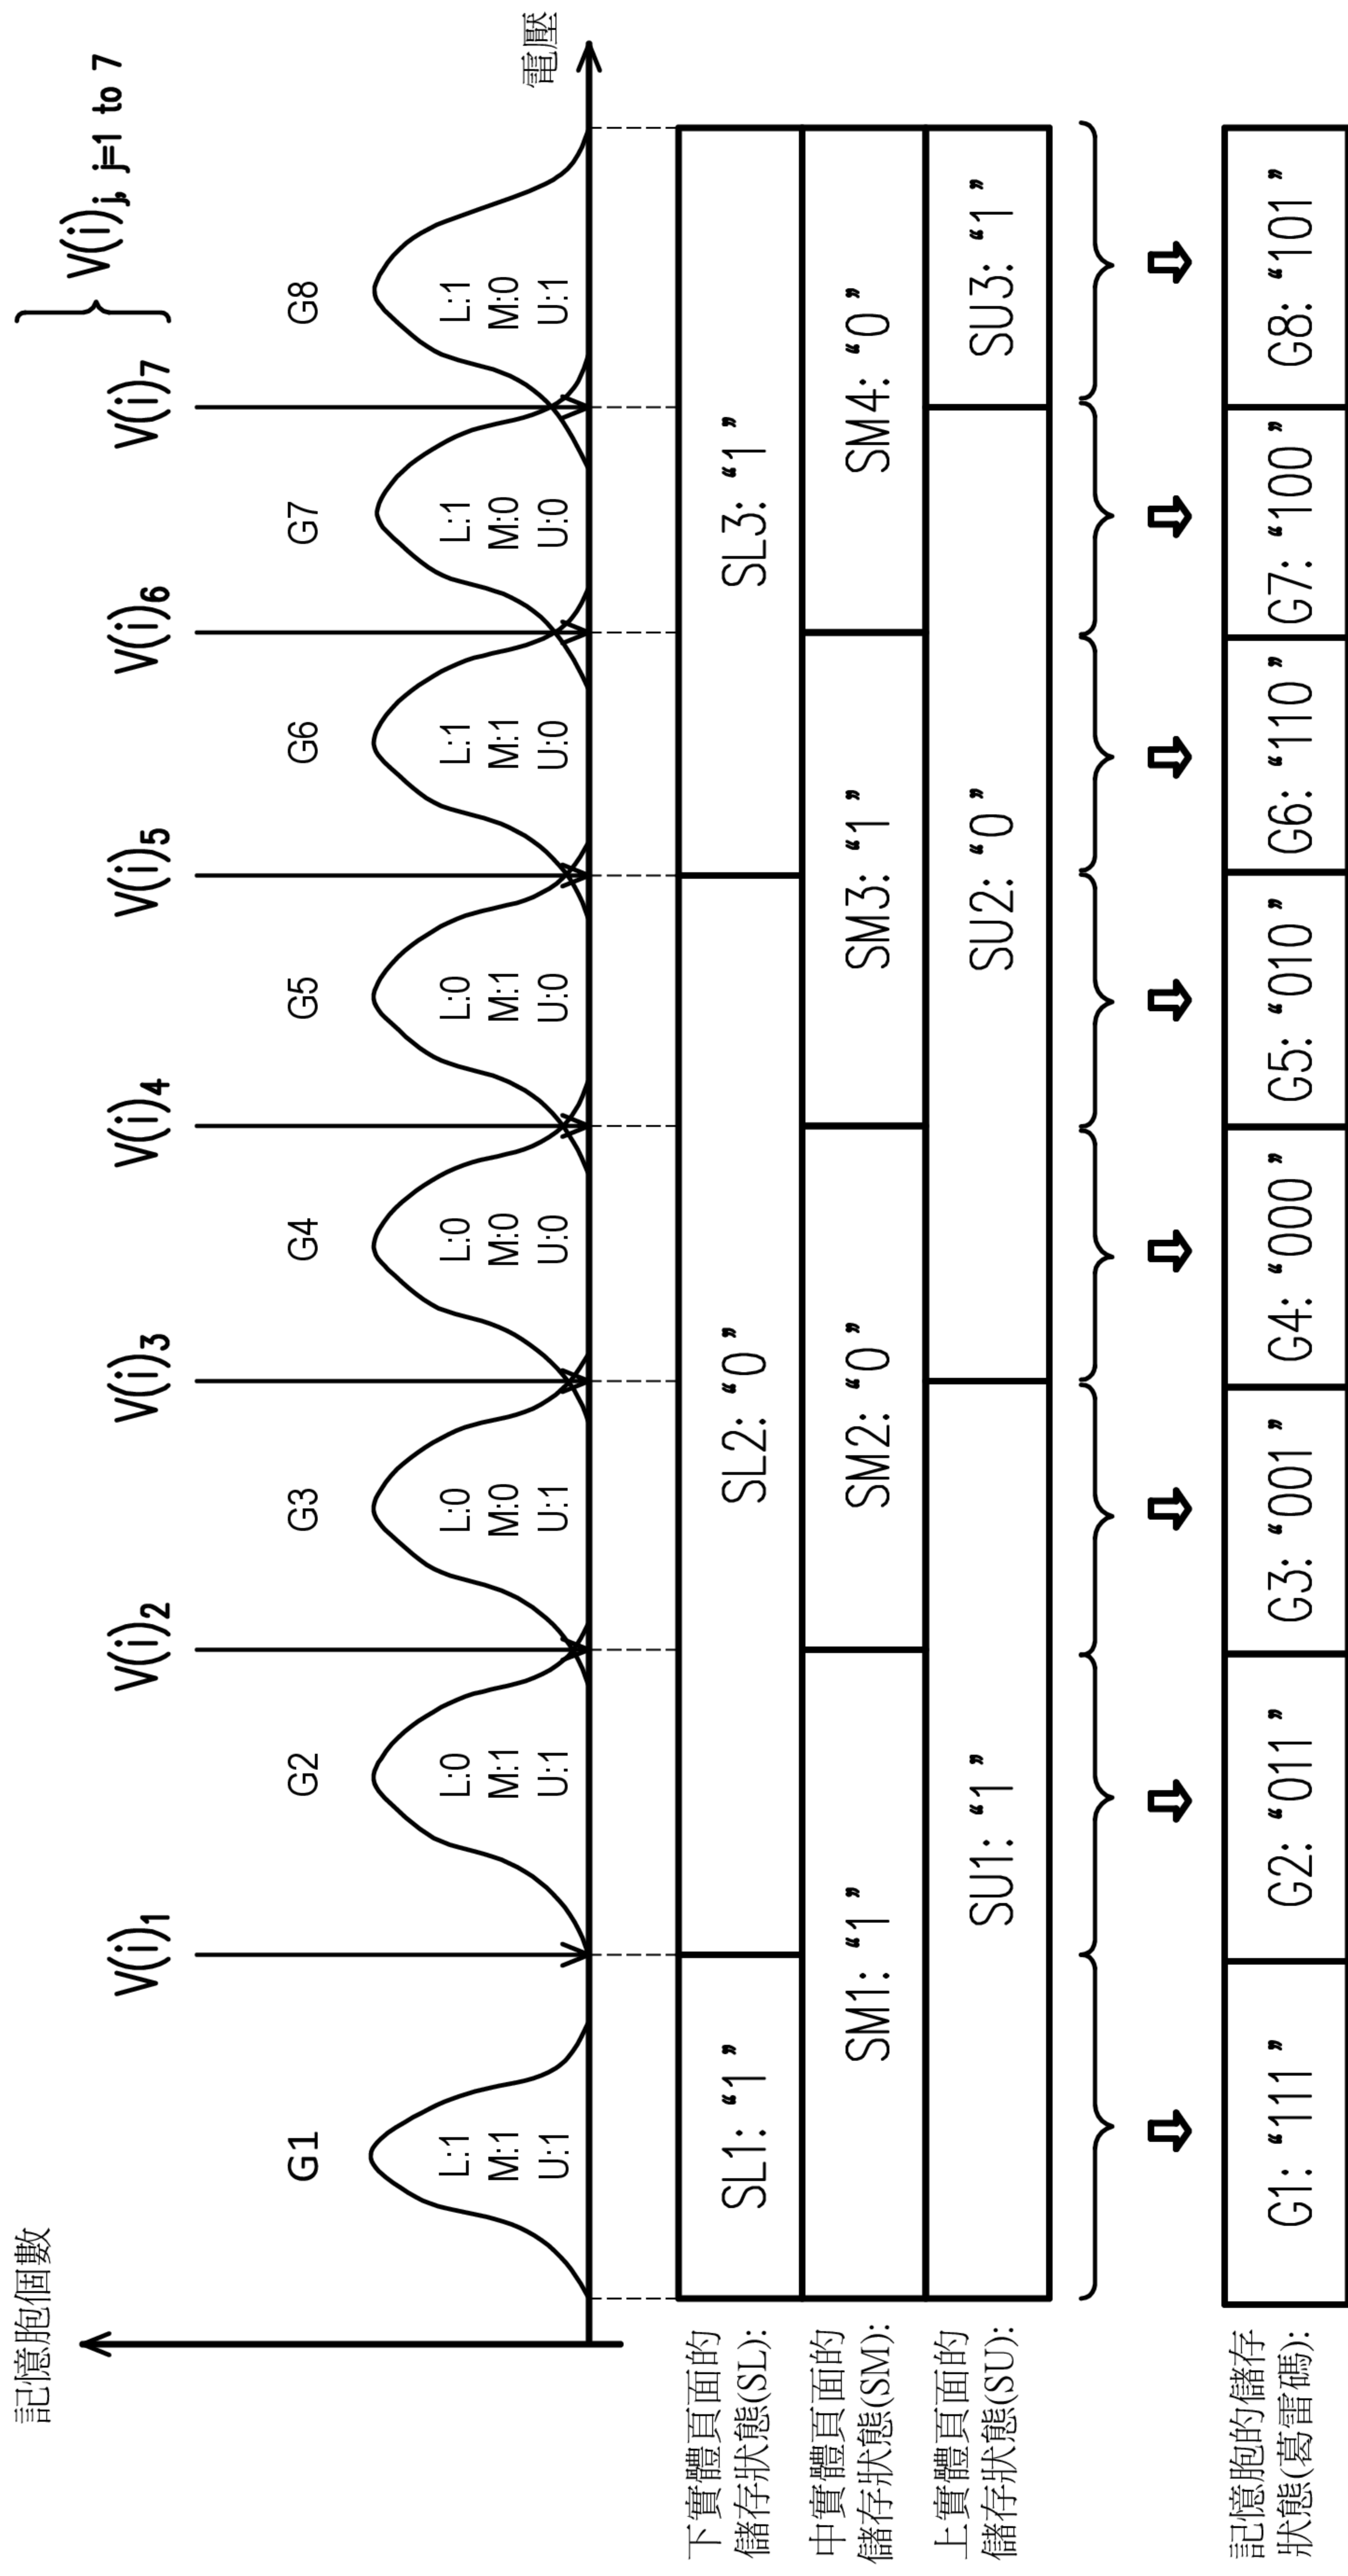 記憶胞個數
V(i)j, j=1 to 7
V(i)1 V(i)2 V(i)3 V(i)4 V(i)5 V(i)6 V(i)7
G1 G2 G3 G4 G5 G6 G7 G8
L:1 L:0 L:0 L:0 L:0 L:1 L:1 L:1
M:1 M:1 M:0 M:0 M:1 M:1 M:0 M:0
U:1 U:1 U:1 U:0 U:0 U:0 U:0 U:1
電壓
下實體頁面的
儲存狀態(SL):
SL1: “1” SL2: “0” SL3: “1”
中實體頁面的
儲存狀態(SM):
SM1: “1” SM2: “0” SM3: “1” SM4: “0”
上實體頁面的
儲存狀態(SU):
SU1: “1” SU2: “0” SU3: “1”
記憶胞的儲存
狀態(葛雷碼):
G1: “111” G2: “011” G3: “001” G4: “000” G5: “010” G6: “110” G7: “100” G8: “101”